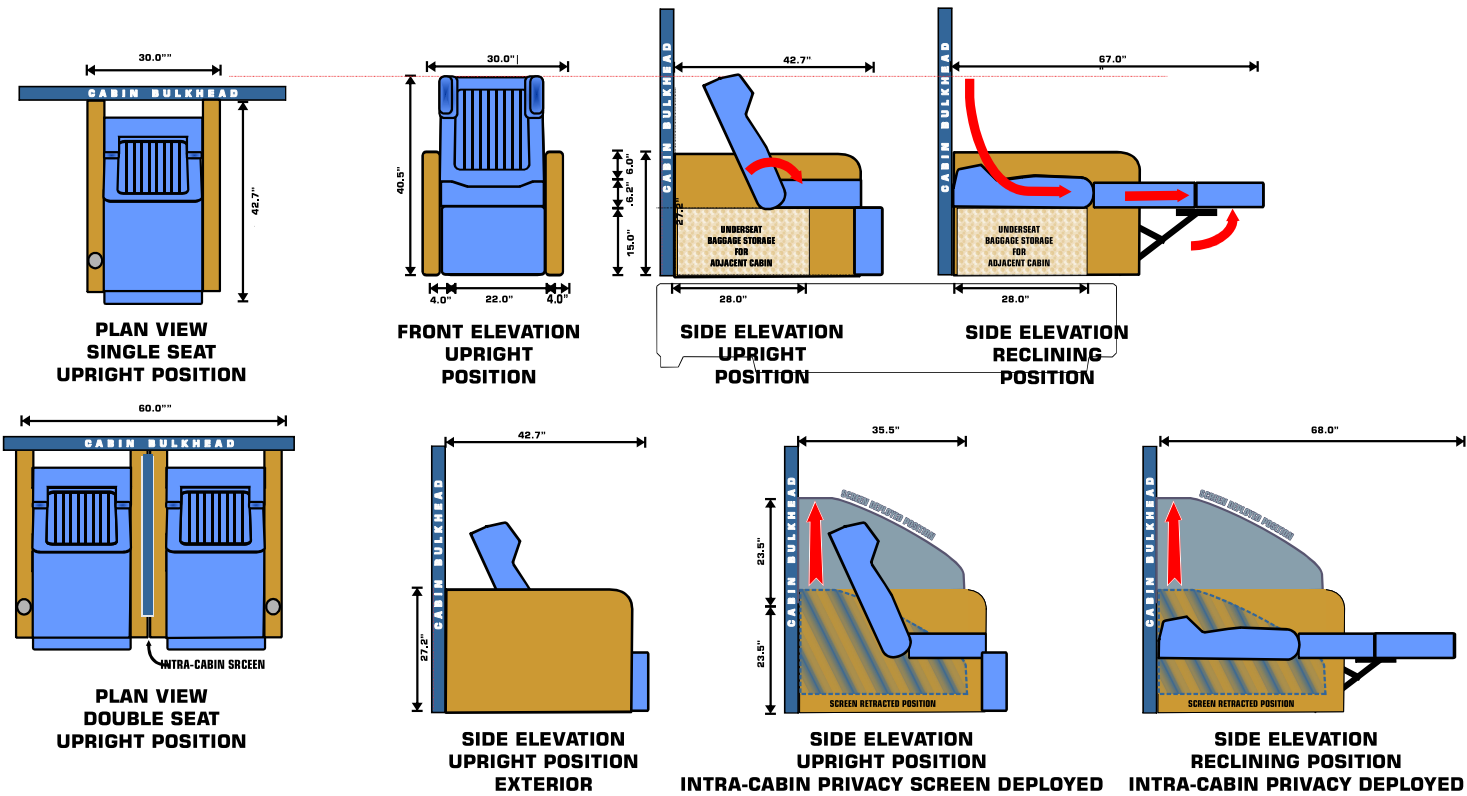 30.0""
CABIN BULKHEAD
42.7"
PLAN VIEW
SINGLE SEAT
UPRIGHT POSITION
30.0"
40.5"
4.0"
22.0"
4.0"
FRONT ELEVATION
UPRIGHT
POSITION
42.7"
CABIN BULKHEAD
6.0"
.6.2"
15.0"
27.2"
UNDERSEAT
BAGGAGE STORAGE
FOR
ADJACENT CABIN
28.0"
SIDE ELEVATION
UPRIGHT
POSITION
67.0"
"
CABIN BULKHEAD
UNDERSEAT
BAGGAGE STORAGE
FOR
ADJACENT CABIN
28.0"
SIDE ELEVATION
RECLINING
POSITION
60.0""
CABIN BULKHEAD
INTRA-CABIN SRCEEN
PLAN VIEW
DOUBLE SEAT
UPRIGHT POSITION
42.7"
CABIN BULKHEAD
27.2"
SIDE ELEVATION
UPRIGHT POSITION
EXTERIOR
35.5"
CABIN BULKHEAD
SCREEN DEPLOYED POSITION
23.5"
23.5"
SCREEN RETRACTED POSITION
SIDE ELEVATION
UPRIGHT POSITION
INTRA-CABIN PRIVACY SCREEN DEPLOYED
68.0"
CABIN BULKHEAD
SCREEN DEPLOYED POSITION
SCREEN RETRACTED POSITION
SIDE ELEVATION
RECLINING POSITION
INTRA-CABIN PRIVACY DEPLOYED